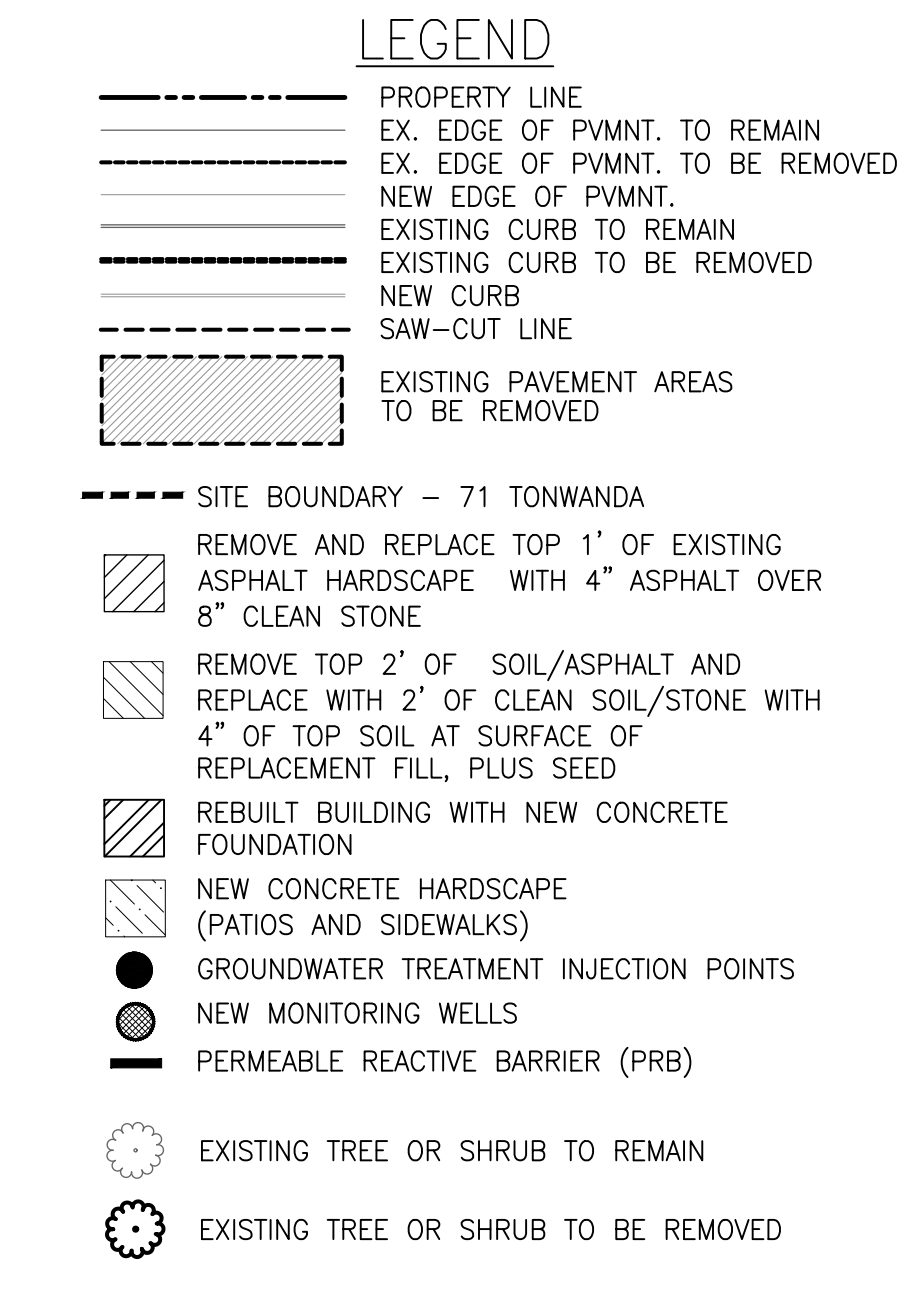 LEGEND
PROPERTY LINE
EX. EDGE OF PVMNT. TO REMAIN
EX. EDGE OF PVMNT. TO BE REMOVED
NEW EDGE OF PVMNT.
EXISTING CURB TO REMAIN
EXISTING CURB TO BE REMOVED
NEW CURB
SAW-CUT LINE
EXISTING PAVEMENT AREAS
TO BE REMOVED
SITE BOUNDARY - 71 TONWANDA
REMOVE AND REPLACE TOP 1' OF EXISTING
ASPHALT HARDSCAPE WITH 4" ASPHALT OVER
8" CLEAN STONE
REMOVE TOP 2' OF SOIL/ASPHALT AND
REPLACE WITH 2' OF CLEAN SOIL/STONE WITH
4" OF TOP SOIL AT SURFACE OF
REPLACEMENT FILL, PLUS SEED
REBUILT BUILDING WITH NEW CONCRETE
FOUNDATION
NEW CONCRETE HARDSCAPE
(PATIOS AND SIDEWALKS)
GROUNDWATER TREATMENT INJECTION POINTS
NEW MONITORING WELLS
PERMEABLE REACTIVE BARRIER (PRB)
EXISTING TREE OR SHRUB TO REMAIN
EXISTING TREE OR SHRUB TO BE REMOVED